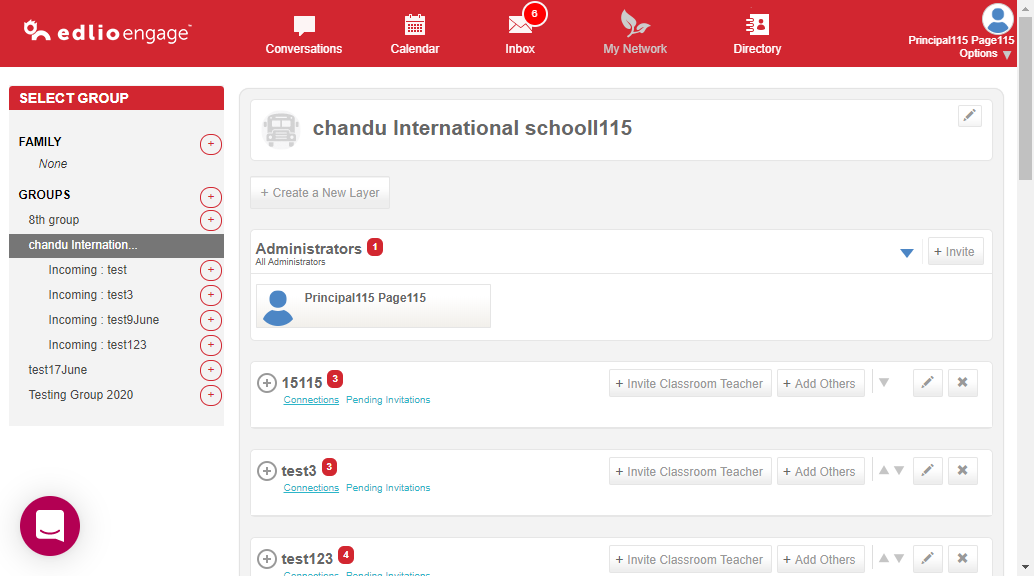 edlio engage™
Conversations
Calendar
6
Inbox
My Network
Directory
Principal115 Page115
Options
SELECT GROUP
FAMILY
None
GROUPS
8th group
chandu Internation...
Incoming : test
Incoming : test3
Incoming : test9June
Incoming : test123
test17June
Testing Group 2020
chandu International schooll115
+ Create a New Layer
Administrators 1
All Administrators
+ Invite
Principal115 Page115
15115 3
Connections Pending Invitations
+ Invite Classroom Teacher + Add Others
test3 3
Connections Pending Invitations
+ Invite Classroom Teacher + Add Others
test123 4
Connections Pending Invitations
+ Invite Classroom Teacher + Add Others